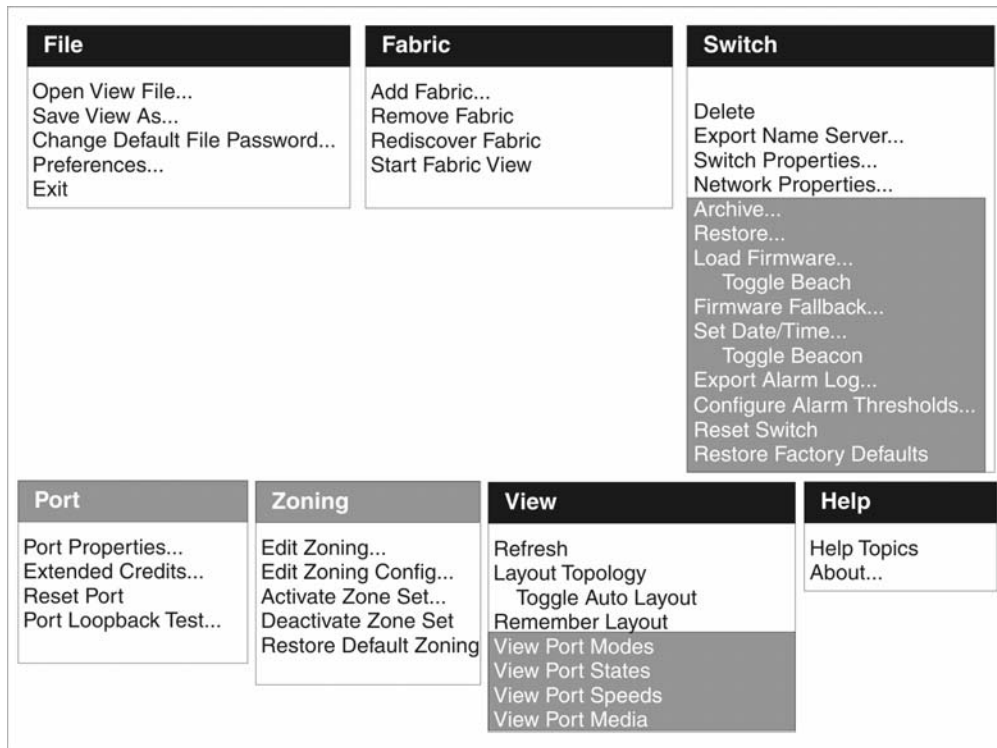 File
Open View File...
Save View As...
Change Default File Password...
Preferences...
Exit
Fabric
Add Fabric...
Remove Fabric
Rediscover Fabric
Start Fabric View
Switch
Delete
Export Name Server...
Switch Properties...
Network Properties...
Archive...
Restore...
Load Firmware...
Toggle Beach
Firmware Fallback...
Set Date/Time...
Toggle Beacon
Export Alarm Log...
Configure Alarm Thresholds...
Reset Switch
Restore Factory Defaults
Port
Port Properties...
Extended Credits...
Reset Port
Port Loopback Test...
Zoning
Edit Zoning...
Edit Zoning Config...
Activate Zone Set...
Deactivate Zone Set
Restore Default Zoning
View
Refresh
Layout Topology
Toggle Auto Layout
Remember Layout
View Port Modes
View Port States
View Port Speeds
View Port Media
Help
Help Topics
About...